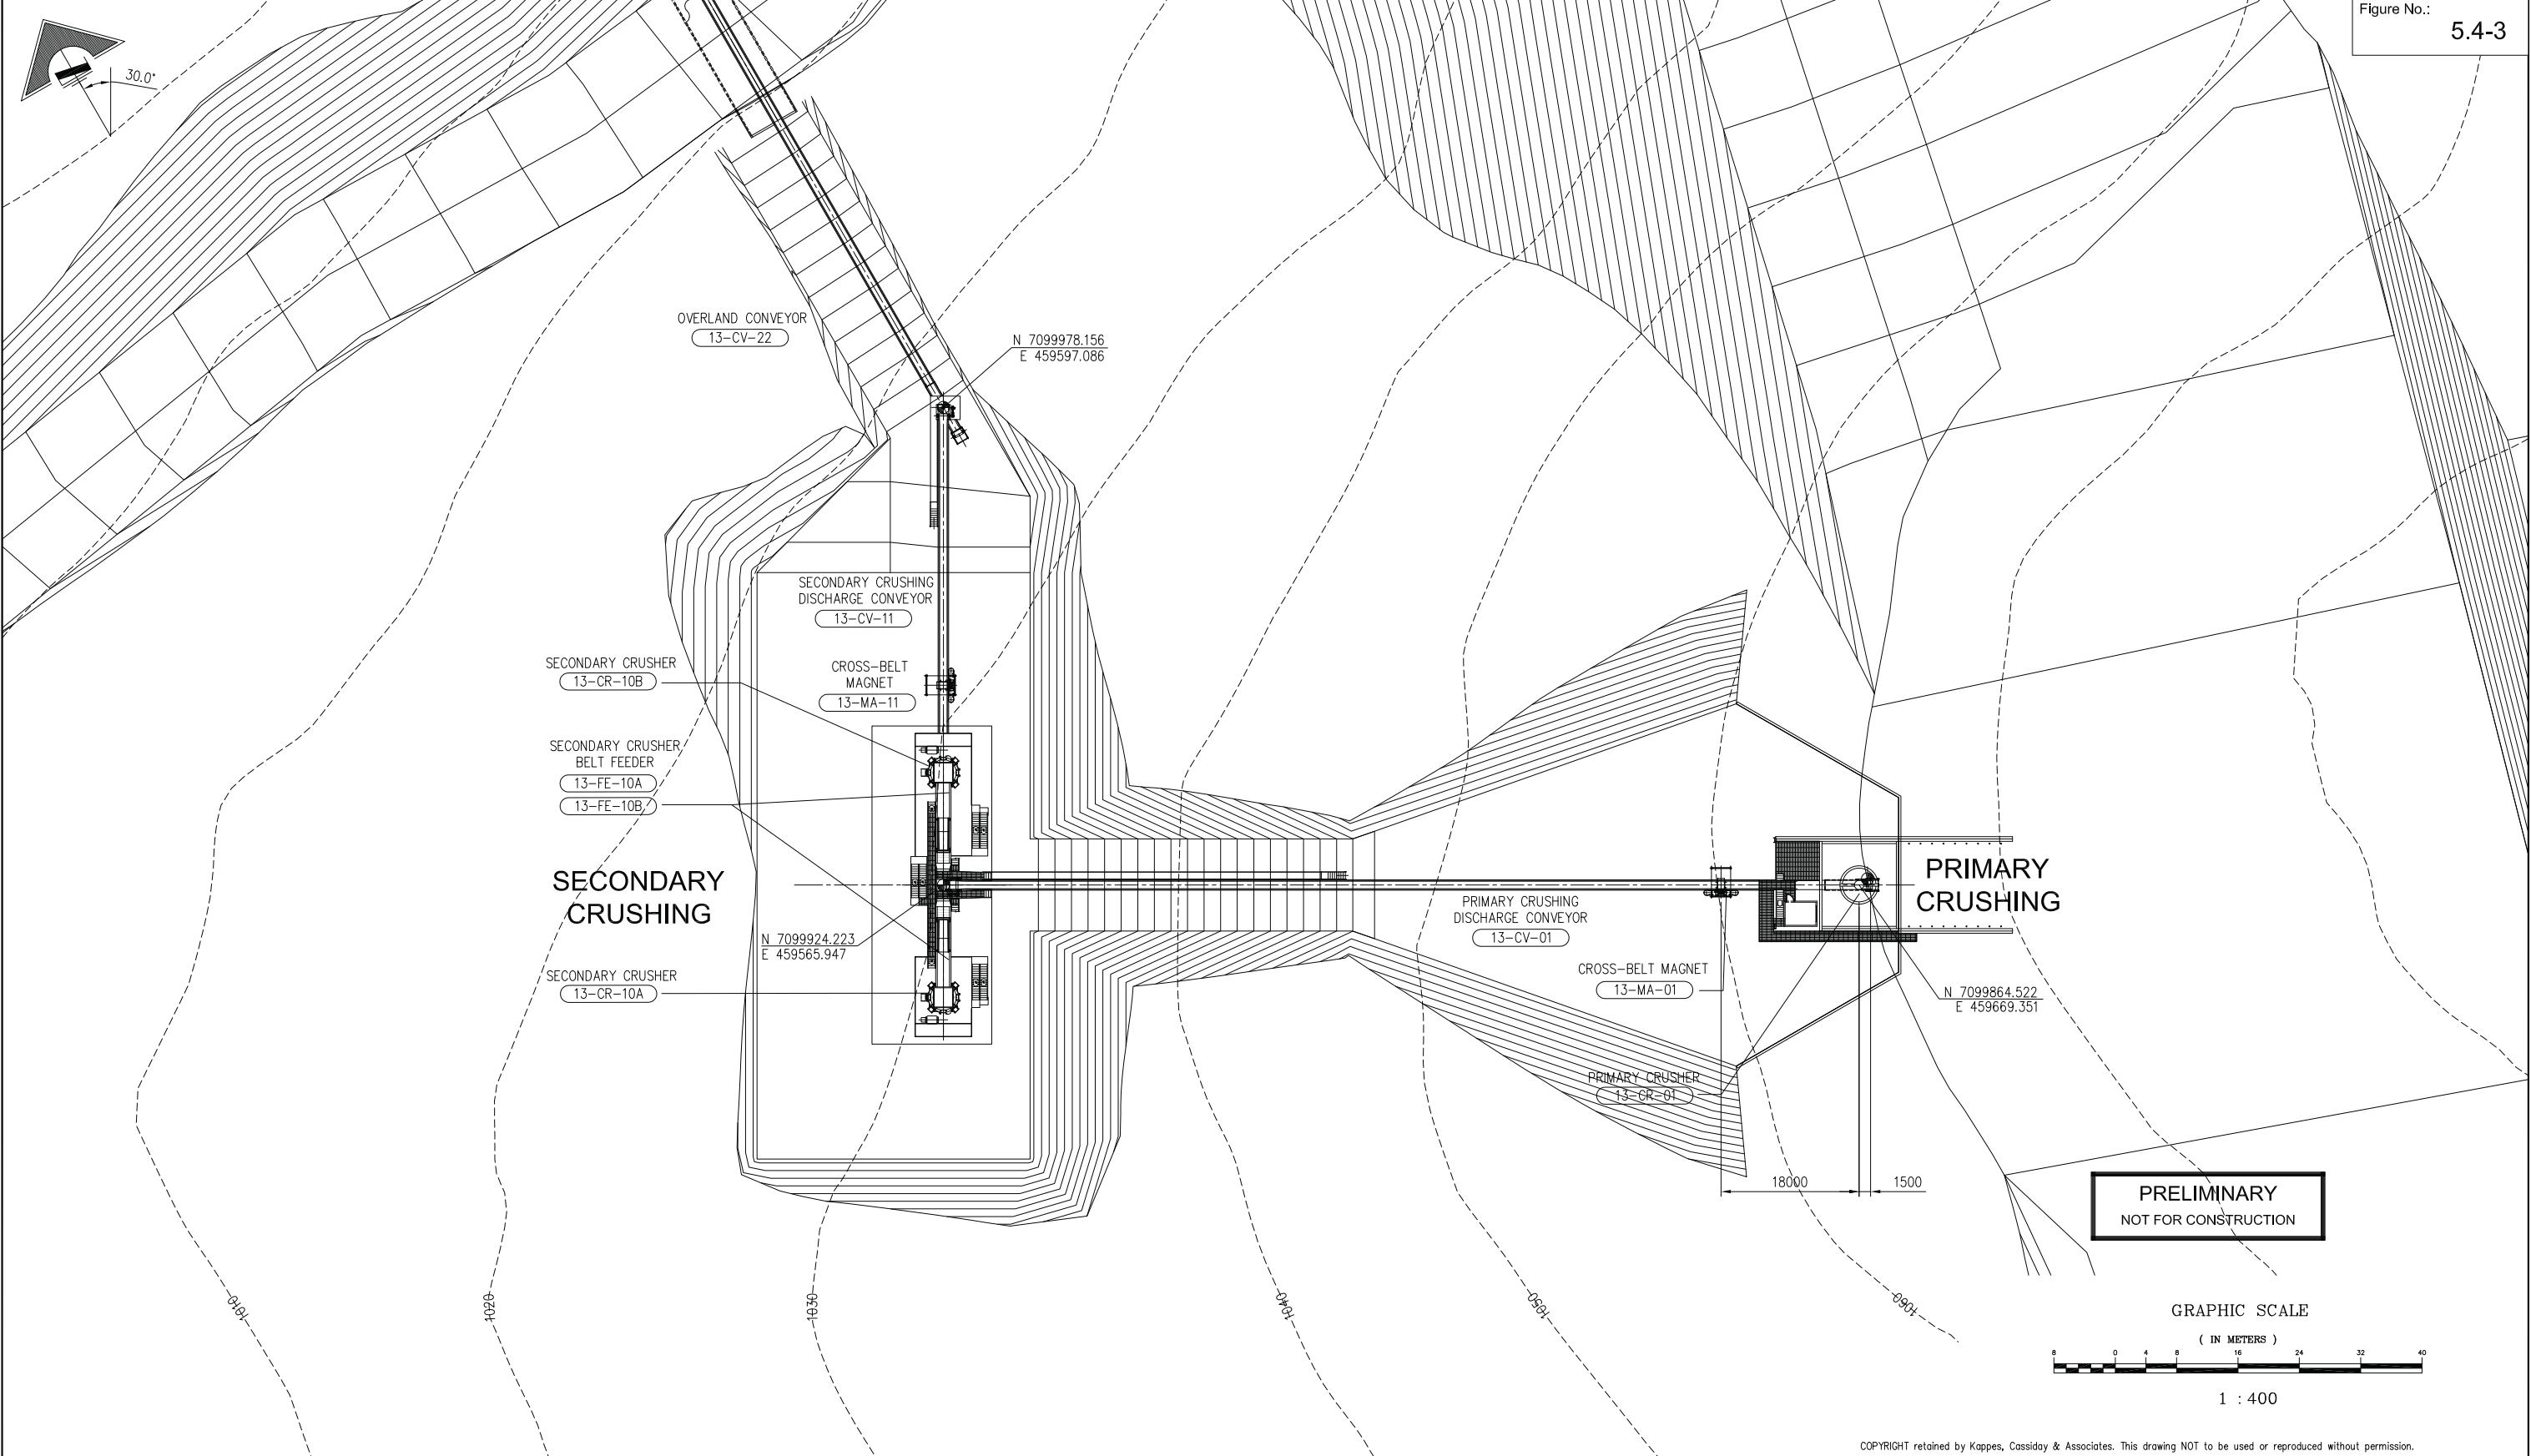 Figure No.:
5.4-3
30.0°
OVERLAND CONVEYOR
13-CV-22
N 7099978.156
E 459597.086
SECONDARY CRUSHING
DISCHARGE CONVEYOR
13-CV-11
SECONDARY CRUSHER
13-CR-10B
CROSS-BELT
MAGNET
13-MA-11
SECONDARY CRUSHER
BELT FEEDER
13-FE-10A
13-FE-10B
SECONDARY
CRUSHING
N 7099924.223
E 459565.947
SECONDARY CRUSHER
13-CR-10A
PRIMARY CRUSHING
DISCHARGE CONVEYOR
13-CV-01
PRIMARY
CRUSHING
CROSS-BELT MAGNET
13-MA-01
N 7099864.522
E 459669.351
PRIMARY CRUSHER
13-CR-01
18000
1500
PRELIMINARY
NOT FOR CONSTRUCTION
1010
1020
1030
1040
1050
1060
GRAPHIC SCALE
( IN METERS )
8 0 4 8 16 24 32 40
1 : 400
COPYRIGHT retained by Kappes, Cassiday & Associates. This drawing NOT to be used or reproduced without permission.